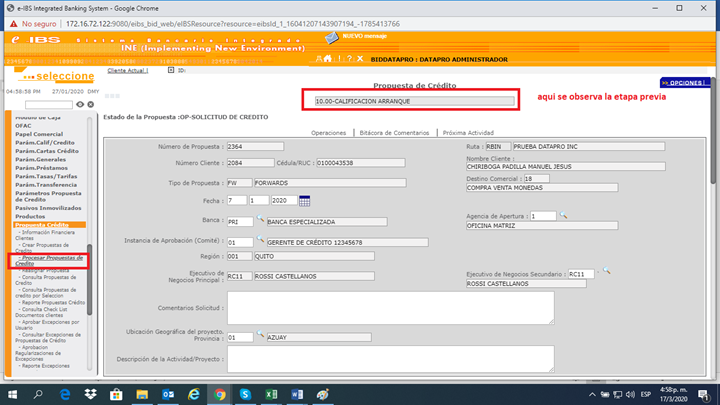 e-IBS Integrated Banking System - Google Chrome
No seguro | 172.16.72.122:9080/eibs_bid_web/eIBSResource?resource=eibsId_1_16041207143907194_-1785413766
e-IBS Sistema Bancario Integrado
INE (Implementing New Environment)
NUEVO mensaje
BIDDATAPRO : DATAPRO ADMINISTRADOR
...seleccione
04:58:58 PM 27/01/2020 DMY
Cliente Actual | ID:
» OPCIONES |
Propuesta de Crédito
10.00-CALIFICACION ARRANQUE
aqui se observa la etapa previa
Estado de la Propuesta :OP-SOLICITUD DE CREDITO
Operaciones | Bitácora de Comentarios | Próxima Actividad
Número de Propuesta : 2364
Ruta : RBIN PRUEBA DATAPRO INC
Número Cliente : 2084 Cédula/RUC : 0100043538
Nombre Cliente :
CHIRIBOGA PADILLA MANUEL JESUS
Tipo de Propuesta : FW FORWARDS
Destino Comercial : 18
COMPRA VENTA MONEDAS
Fecha : 7 1 2020
Banca : PRI BANCA ESPECIALIZADA
Agencia de Apertura : 1
OFICINA MATRIZ
Instancia de Aprobación (Comité) : 01 GERENTE DE CRÉDITO 12345678
Región : 001 QUITO
Ejecutivo de
Negocios Principal : RC11 ROSSI CASTELLANOS
Ejecutivo de Negocios Secundario : RC11
ROSSI CASTELLANOS
Comentarios Solicitud :
Ubicación Geográfica del proyecto.
Provincia : 01 AZUAY
Descripción de la Actividad/Proyecto :
Módulo de Caja
OFAC
Papel Comercial
Parám.Calif/Credito
Parám.Cartas Crédito
Parám.Generales
Parám.Préstamos
Parám.Tasas/Tarifas
Parám.Transferencia
Parámetros Propuesta
de Credito
Pasivos Inmovilizados
Productos
Propuesta Crédito
- Información Financiera
Clientes
- Crear Propuestas de
Credito
- Procesar Propuestas de
Credito
- Reasignar Propuesta
- Consulta Propuestas de
Credito
- Consulta Propuestas de
credito por Seleccion
- Reporte Propuestas Crédito
- Consulta Check List
Documentos clientes
- Aprobar Excepciones por
Usuario
- Consultar Excepciones de
Propuestas de Crédito
- Aprobacion
Regularizaciones de
Excepciones
- Reporte Excepciones
ESP
4:58 p. m.
17/3/2020